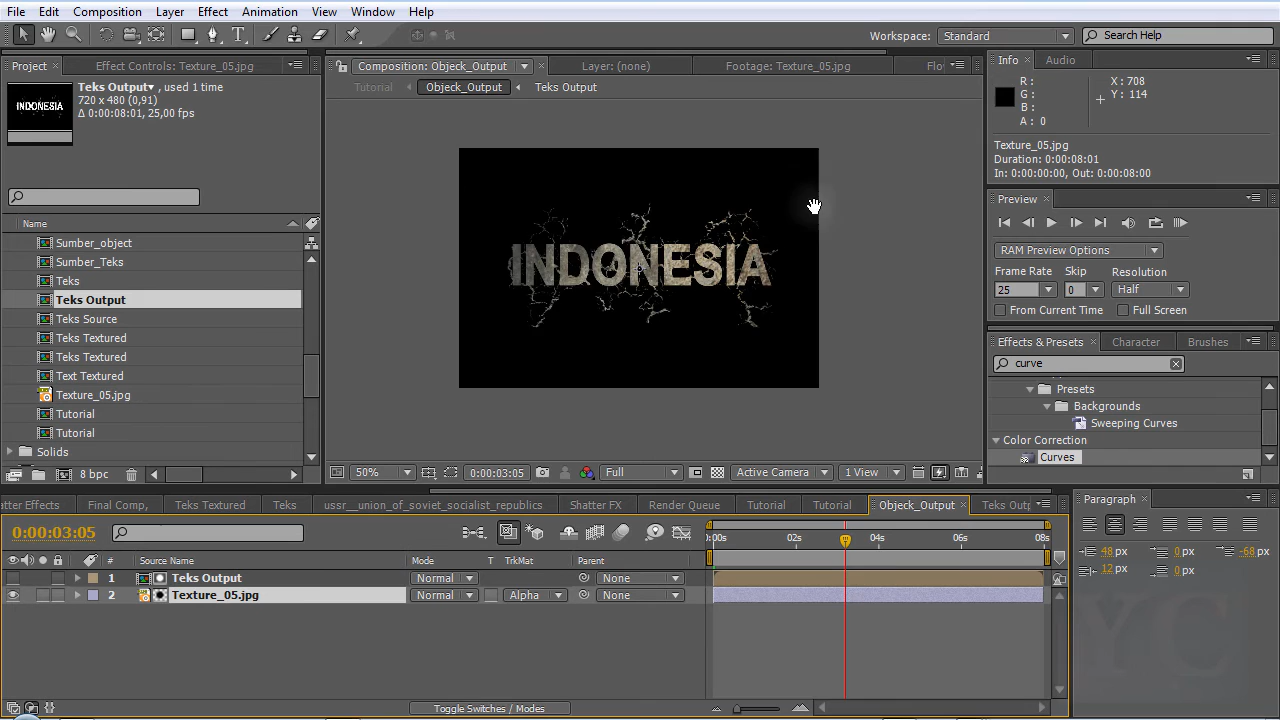 File Edit Composition Layer Effect Animation View Window Help
Workspace: Standard Search Help
Project Effect Controls: Texture_05.jpg
Composition: Objeck_Output Layer: (none) Footage: Texture_05.jpg Flo
Info Audio
Teks Output▾ , used 1 time
720 x 480 (0,91)
Δ 0:00:08:01, 25,00 fps
INDONESIA
Tutorial Objeck_Output Teks Output
R :
G :
B :
A : 0
X : 708
Y : 114
Texture_05.jpg
Duration: 0:00:08:01
In: 0:00:00:00, Out: 0:00:08:00
INDONESIA
Preview
RAM Preview Options
Frame Rate Skip Resolution
25 0 Half
From Current Time Full Screen
Name
Sumber_object
Sumber_Teks
Teks
Teks Output
Teks Source
Teks Textured
Teks Textured
Text Textured
Texture_05.jpg
Tutorial
Tutorial
Solids
8 bpc
Effects & Presets Character Brushes
curve
Presets
Backgrounds
Sweeping Curves
Color Correction
Curves
50% 0:00:03:05 Full Active Camera 1 View
atter Effects Final Comp, Teks Textured Teks ussr__union_of_soviet_socialist_republics Shatter FX Render Queue Tutorial Tutorial Objeck_Output Teks Out
0:00:03:05
:00s 02s 04s 06s 08s
# Source Name Mode T TrkMat Parent
1 Teks Output Normal None
2 Texture_05.jpg Normal Alpha None
Toggle Switches / Modes
Paragraph
48 px 0 px -68 px
12 px 0 px
Y C